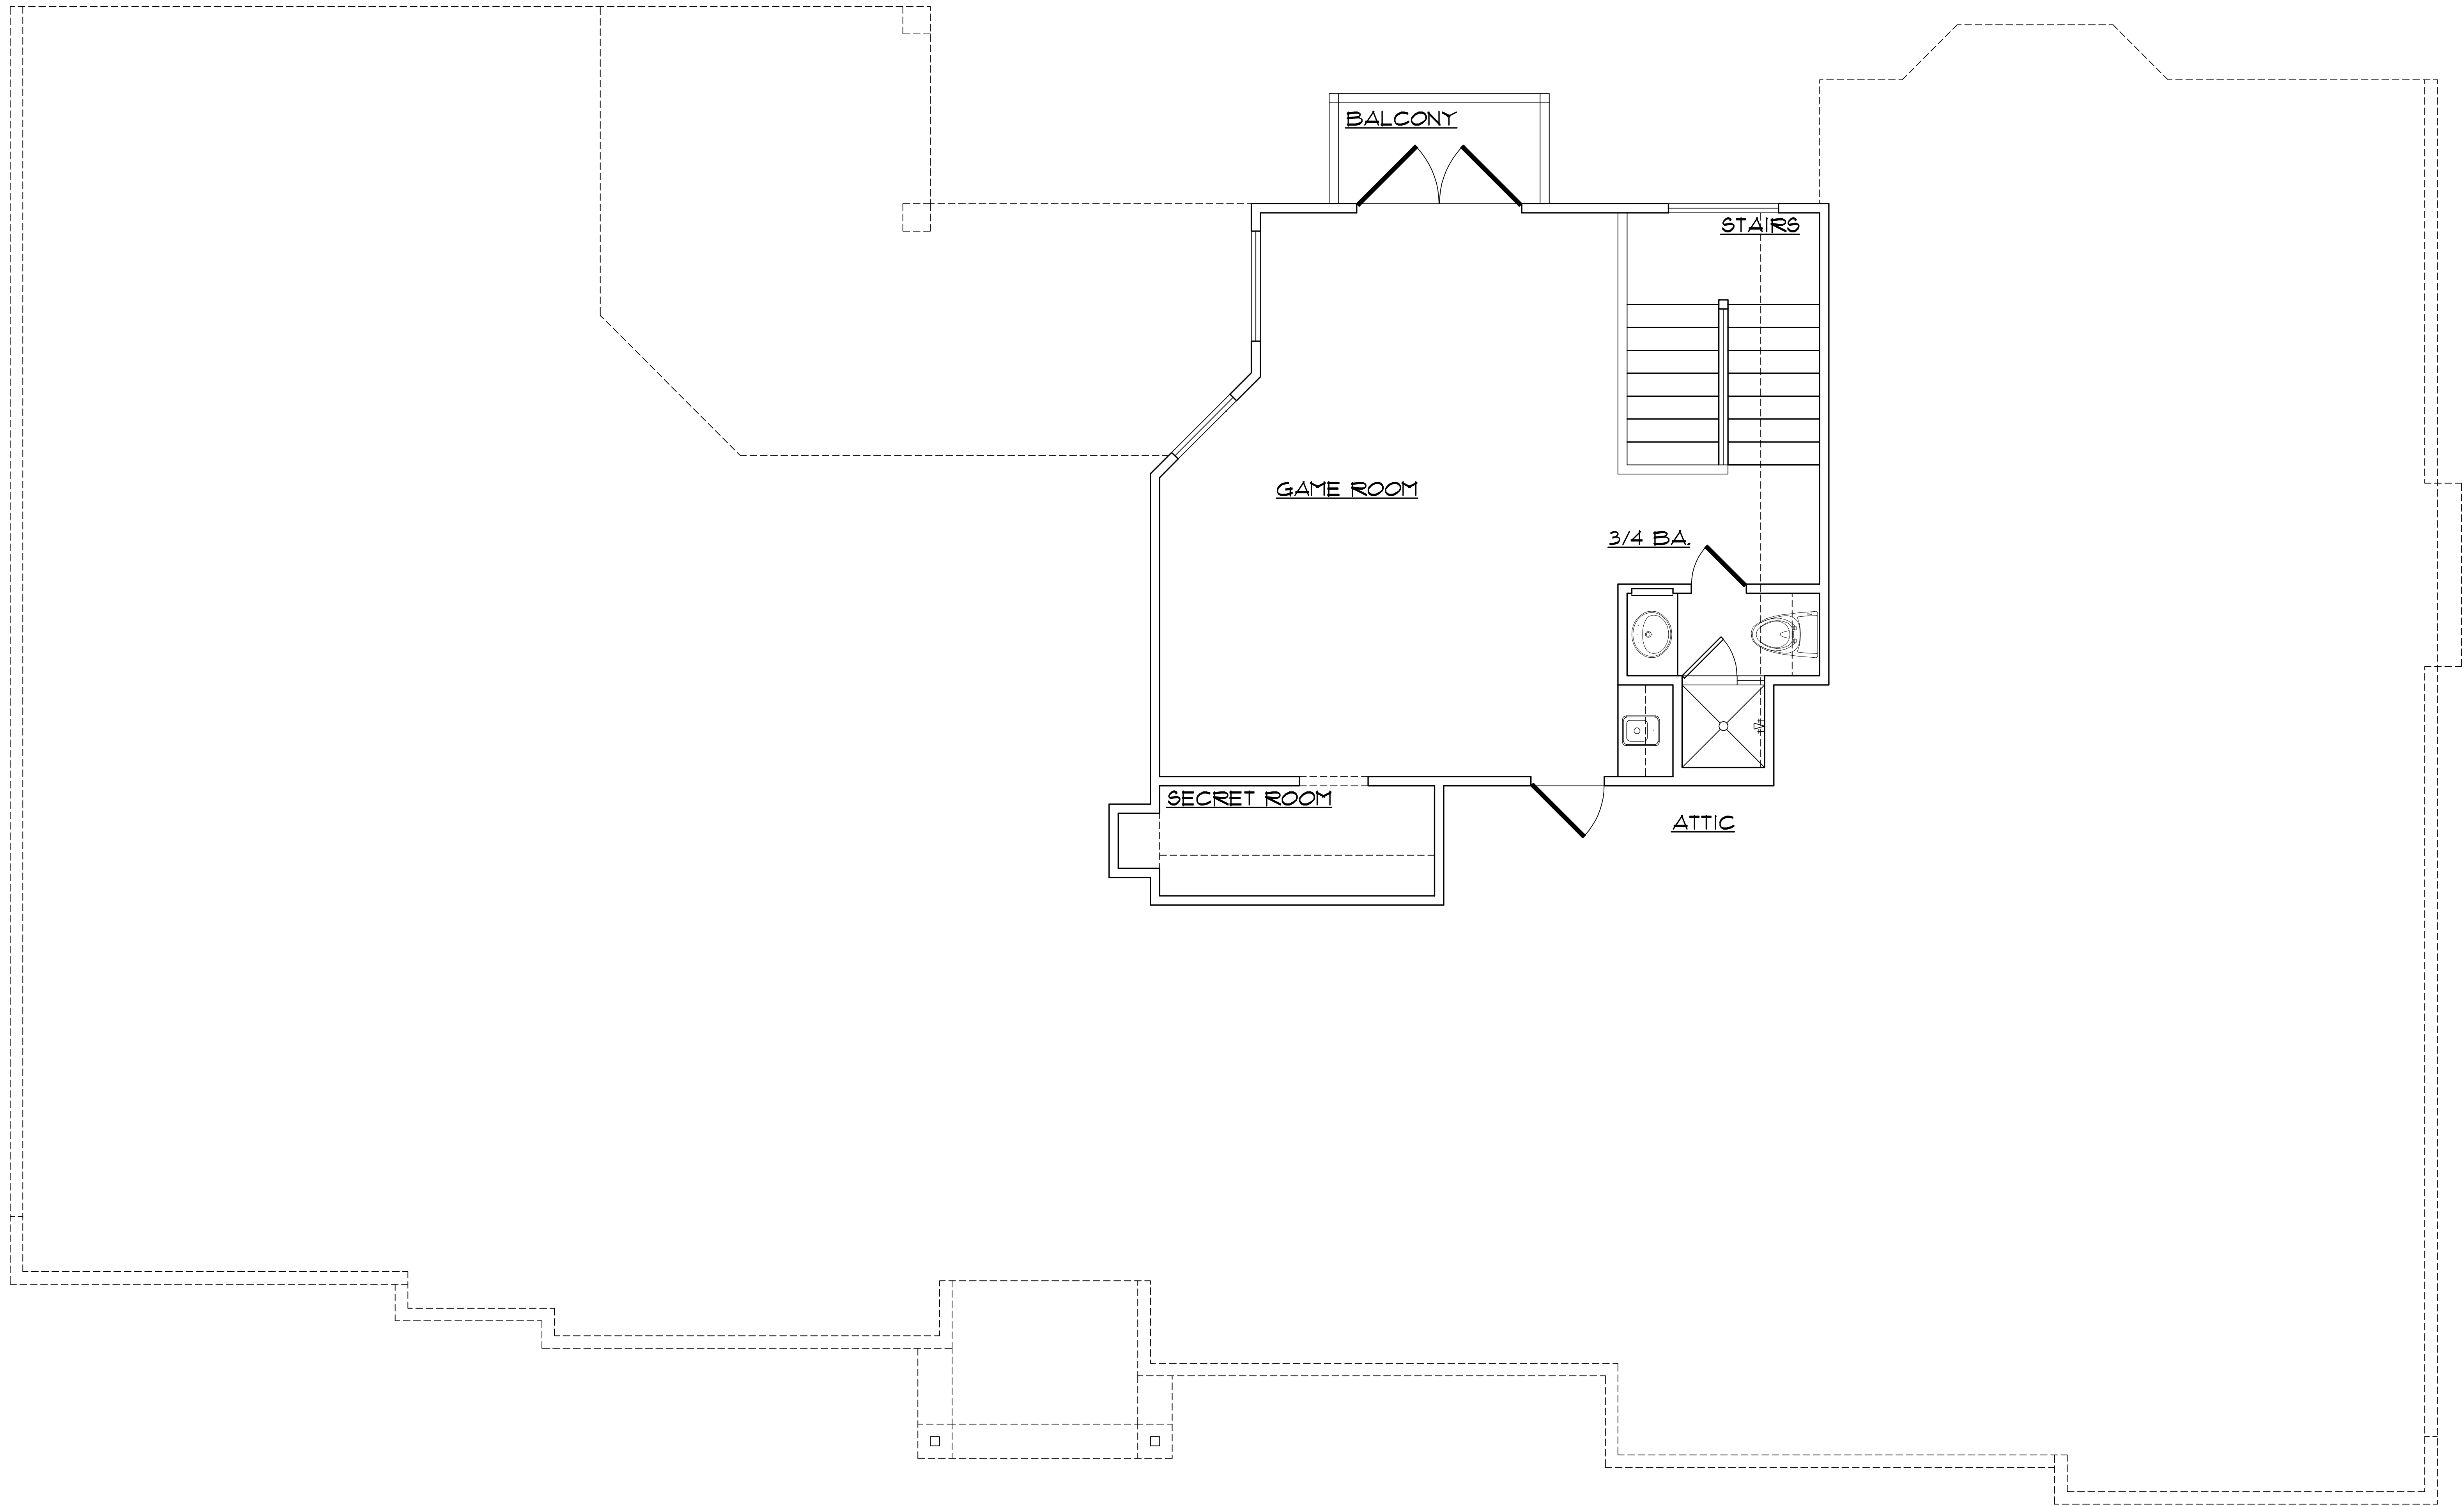 BALCONY
STAIRS
GAME ROOM
3/4 BA.
SECRET ROOM
ATTIC